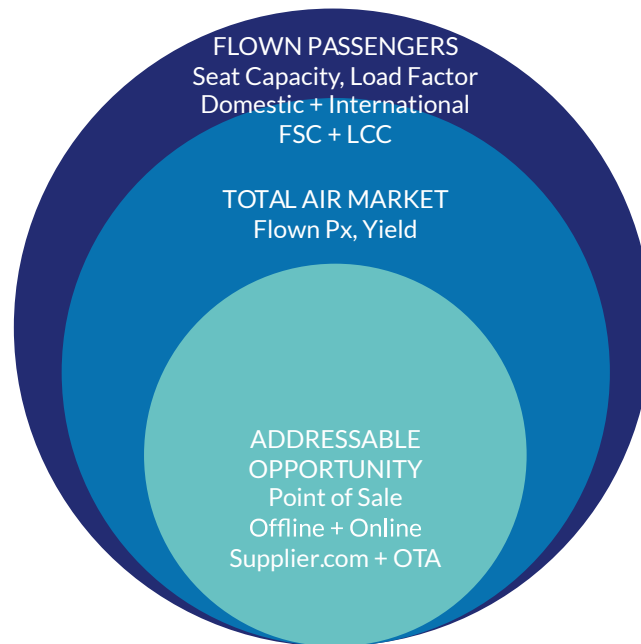 FLOWN PASSENGERS
Seat Capacity, Load Factor
Domestic + International
FSC + LCC
TOTAL AIR MARKET
Flown Px, Yield
ADDRESSABLE
OPPORTUNITY
Point of Sale
Offline + Online
Supplier.com + OTA